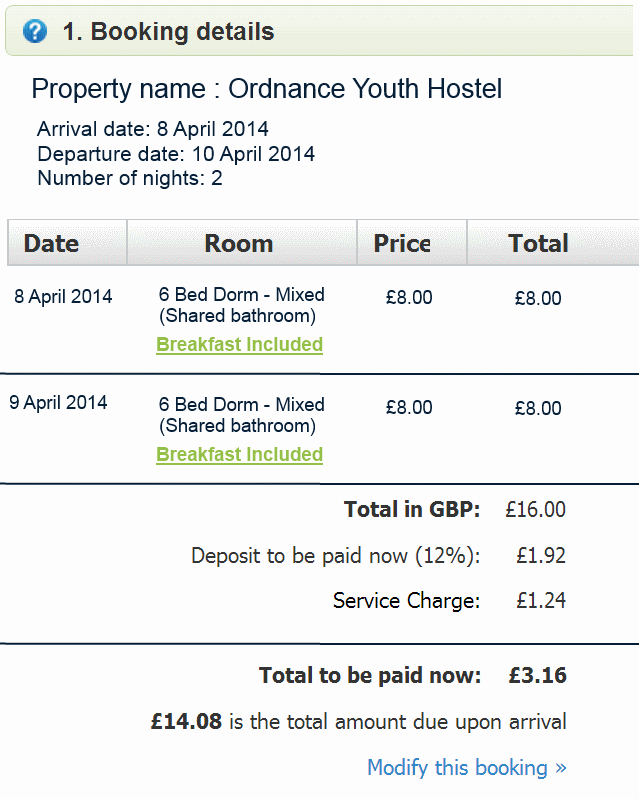 1. Booking details
Property name : Ordnance Youth Hostel
Arrival date: 8 April 2014
Departure date: 10 April 2014
Number of nights: 2
Date Room Price Total
8 April 2014 6 Bed Dorm - Mixed £8.00 £8.00
(Shared bathroom)
Breakfast Included
9 April 2014 6 Bed Dorm - Mixed £8.00 £8.00
(Shared bathroom)
Breakfast Included
Total in GBP: £16.00
Deposit to be paid now (12%): £1.92
Service Charge: £1.24
Total to be paid now: £3.16
£14.08 is the total amount due upon arrival
Modify this booking »